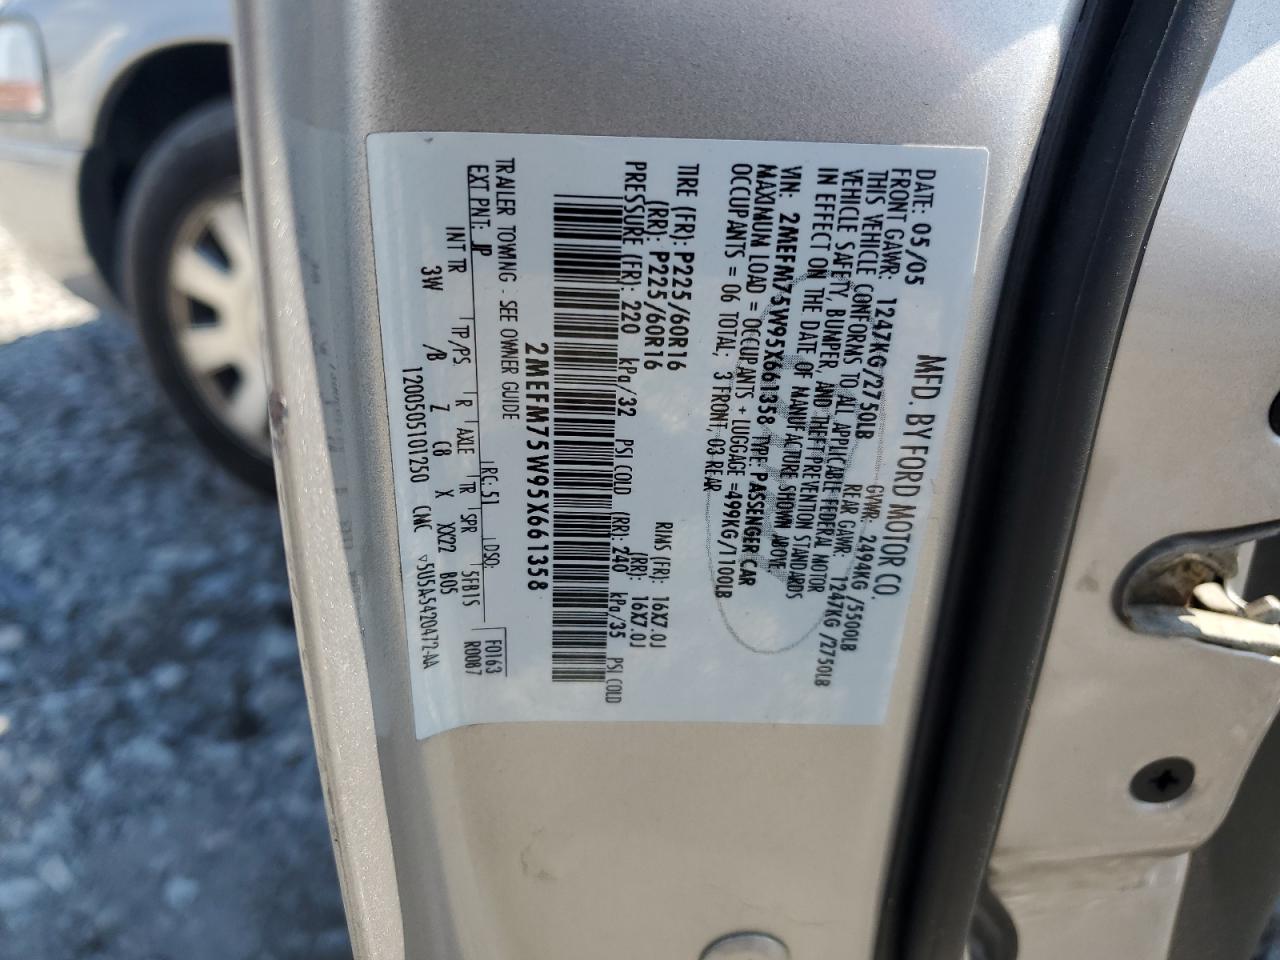 MFD. BY FORD MOTOR CO.
DATE: 05/05 GVWR: 2494KG/5500LB
FRONT GAWR: 1247KG/2750LB REAR GAWR: 1247KG/2750LB
THIS VEHICLE CONFORMS TO ALL APPLICABLE FEDERAL MOTOR
VEHICLE SAFETY, BUMPER, AND THEFT PREVENTION STANDARDS
IN EFFECT ON THE DATE OF MANUFACTURE SHOWN ABOVE.
VIN: 2MEFM75W95X661358 TYPE: PASSENGER CAR
MAXIMUM LOAD = OCCUPANTS + LUGGAGE =499KG/1100LB
OCCUPANTS = 06 TOTAL; 3 FRONT, 03 REAR
TIRE (FR): P225/60R16 RIMS (FR): 16X7.0J
(RR): P225/60R16 (RR): 16X7.0J
PRESSURE (FR): 220 kPa/32 PSI COLD (RR): 240 kPa/35 PSI COLD
2MEFM75W95X661358
TRAILER TOWING - SEE OWNER GUIDE
F0163
R0087
EXT PNT: JP RC: 51 DSO:
INT TR TP/PS R AXLE TR SPR SFB1S
3W /8 Z C8 X XX22 B05
120050510 1250 CMC ▽5U5A-5420472-AA